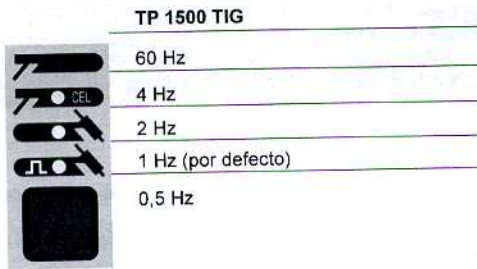 TP 1500 TIG
60 Hz
CEL
4 Hz
2 Hz
1 Hz (por defecto)
0,5 Hz